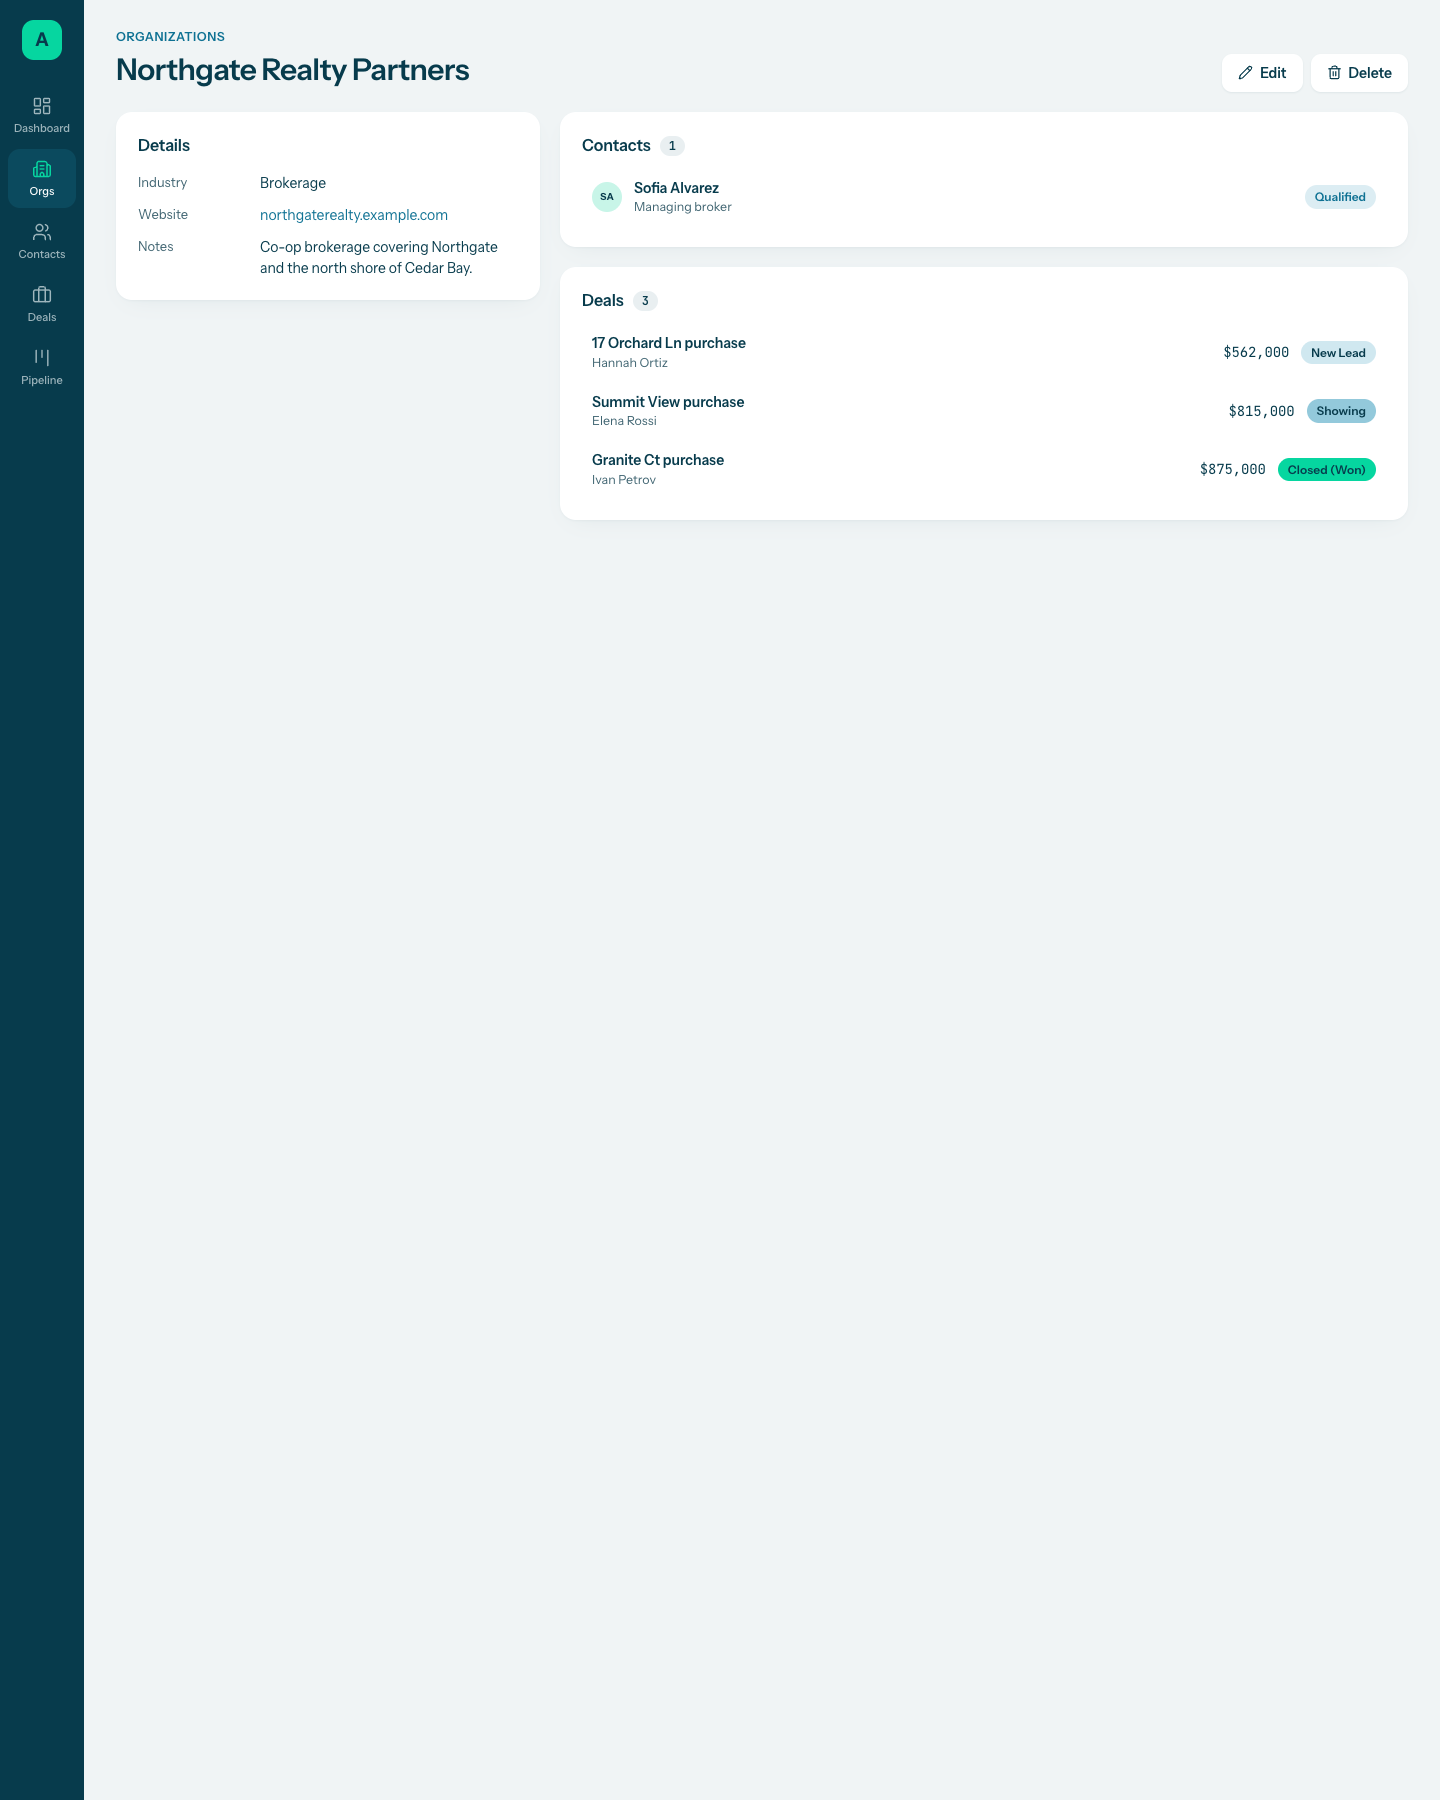 A
Dashboard
Orgs
Contacts
Deals
Pipeline
ORGANIZATIONS
Northgate Realty Partners
Edit
Delete
Details
Industry
Brokerage
Website
northgaterealty.example.com
Notes
Co-op brokerage covering Northgate
and the north shore of Cedar Bay.
Contacts 1
SA
Sofia Alvarez
Managing broker
Qualified
Deals 3
17 Orchard Ln purchase
Hannah Ortiz
$562,000 New Lead
Summit View purchase
Elena Rossi
$815,000 Showing
Granite Ct purchase
Ivan Petrov
$875,000 Closed (Won)